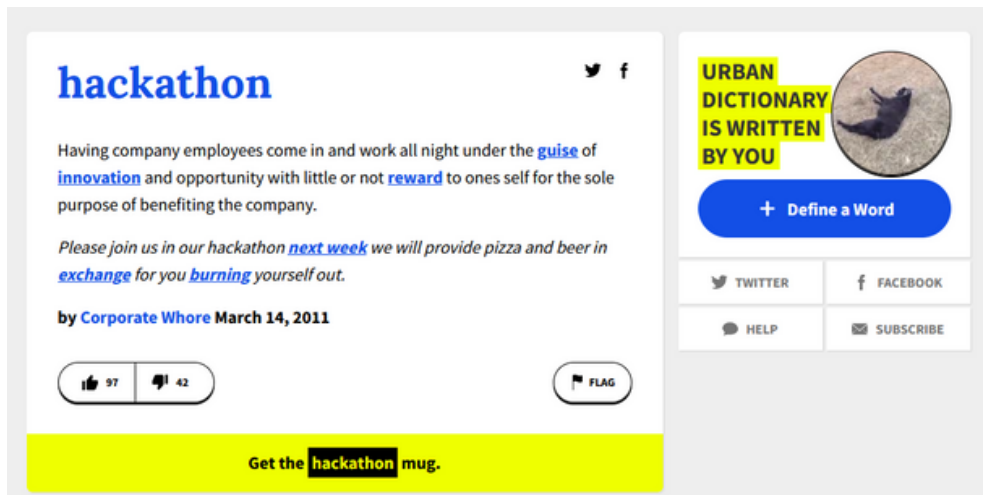 hackathon
Having company employees come in and work all night under the guise of
innovation and opportunity with little or not reward to ones self for the sole
purpose of benefiting the company.
Please join us in our hackathon next week we will provide pizza and beer in
exchange for you burning yourself out.
by Corporate Whore March 14, 2011
97
42
FLAG
Get the hackathon mug.
URBAN
DICTIONARY
IS WRITTEN
BY YOU
+ Define a Word
TWITTER
FACEBOOK
HELP
SUBSCRIBE